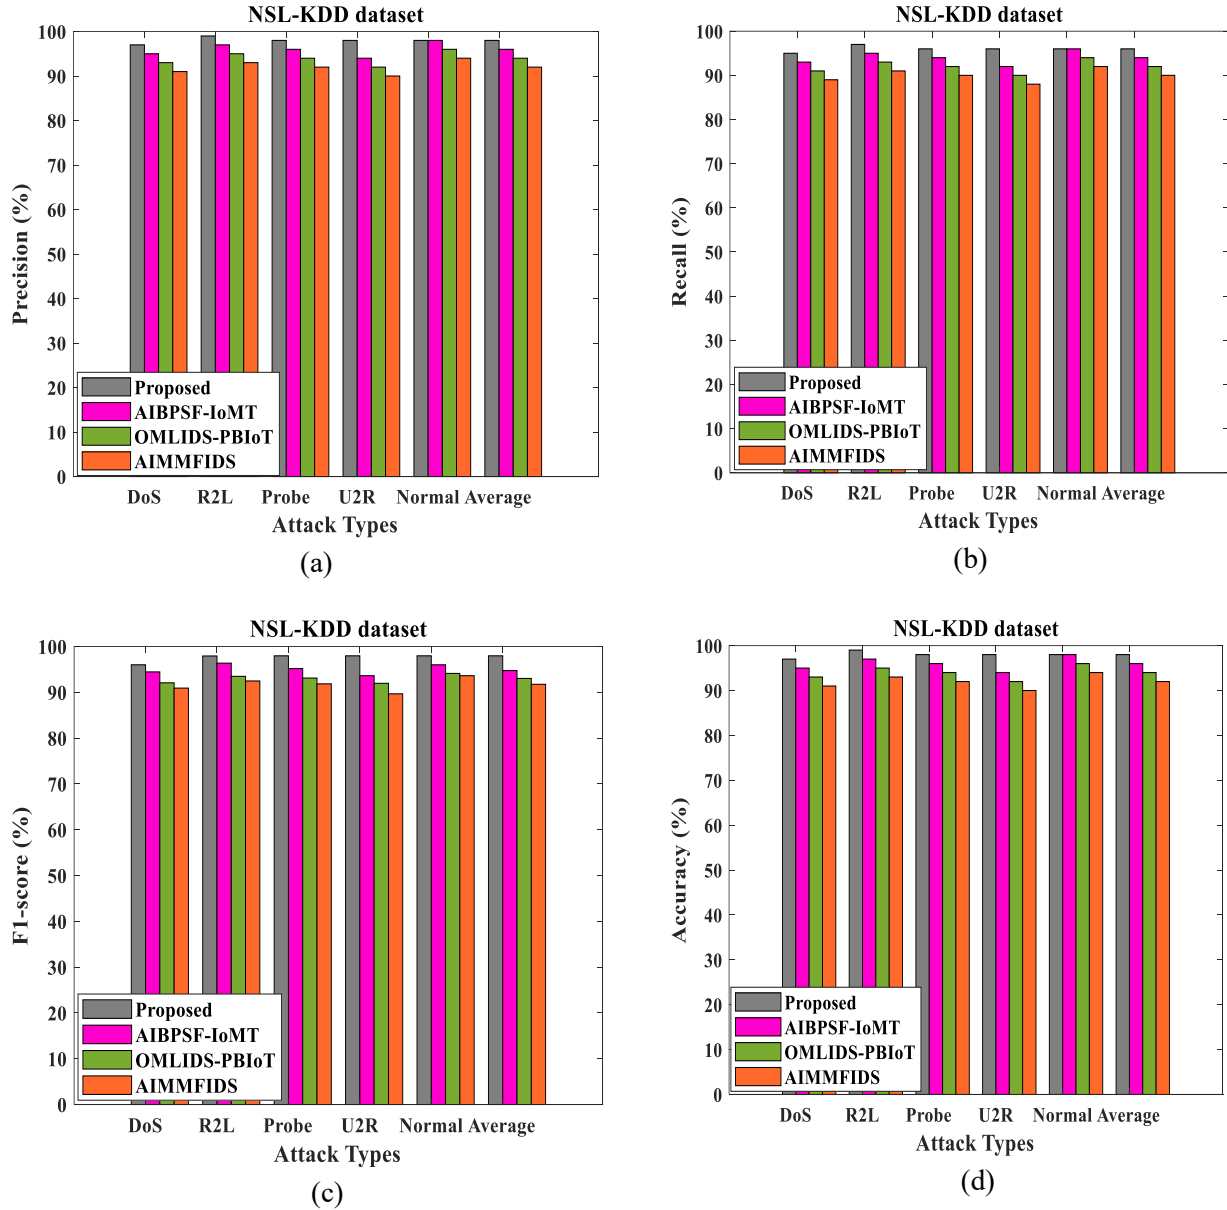 NSL-KDD dataset
100
90
80
70
60
50
40
30
20
10
0
Precision (%)
Proposed
AIBPSF-IoMT
OMLIDS-PBIoT
AIMMFIDS
DoS R2L Probe U2R Normal Average
Attack Types
(a)
NSL-KDD dataset
100
90
80
70
60
50
40
30
20
10
0
Recall (%)
Proposed
AIBPSF-IoMT
OMLIDS-PBIoT
AIMMFIDS
DoS R2L Probe U2R Normal Average
Attack Types
(b)
NSL-KDD dataset
100
90
80
70
60
50
40
30
20
10
0
F1-score (%)
Proposed
AIBPSF-IoMT
OMLIDS-PBIoT
AIMMFIDS
DoS R2L Probe U2R Normal Average
Attack Types
(c)
NSL-KDD dataset
100
90
80
70
60
50
40
30
20
10
0
Accuracy (%)
Proposed
AIBPSF-IoMT
OMLIDS-PBIoT
AIMMFIDS
DoS R2L Probe U2R Normal Average
Attack Types
(d)